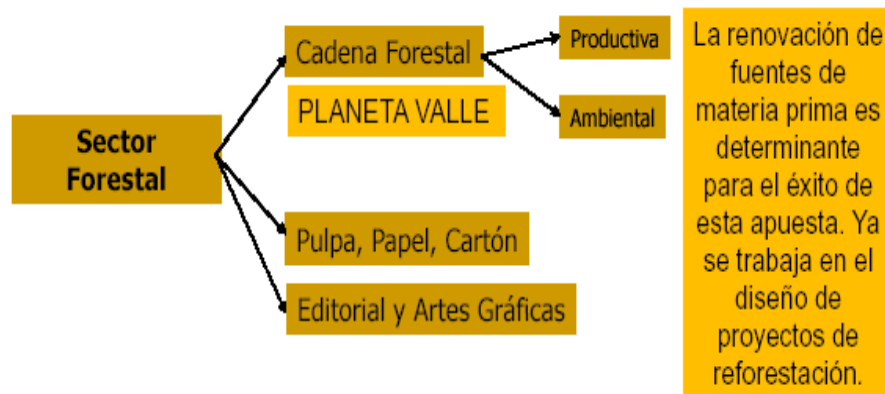 Sector
Forestal
Cadena Forestal
PLANETA VALLE
Productiva
Ambiental
Pulpa, Papel, Cartón
Editorial y Artes Gráficas
La renovación de
fuentes de
materia prima es
determinante
para el éxito de
esta apuesta. Ya
se trabaja en el
diseño de
proyectos de
reforestación.